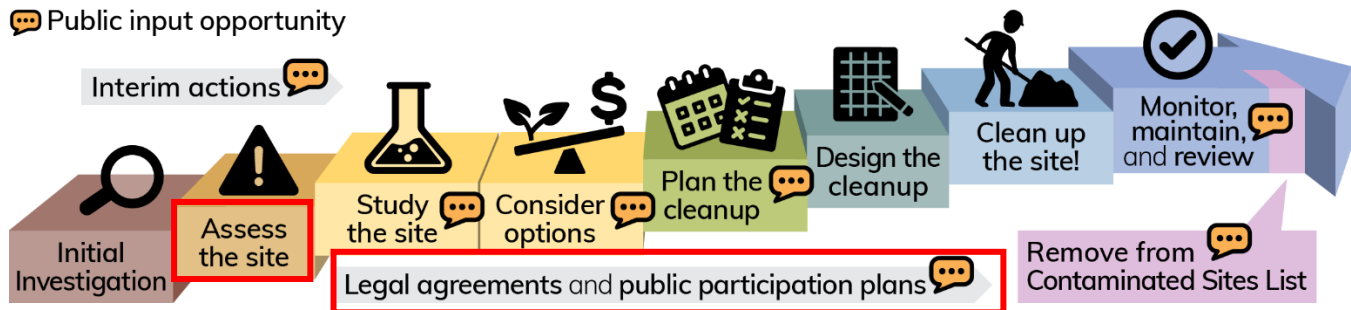 Public input opportunity
Interim actions
Initial
Investigation
Assess
the site
Study
the site
Consider
options
Plan the
cleanup
Design the
cleanup
Clean up
the site!
Monitor,
maintain,
and review
Legal agreements and public participation plans
Remove from
Contaminated Sites List
$